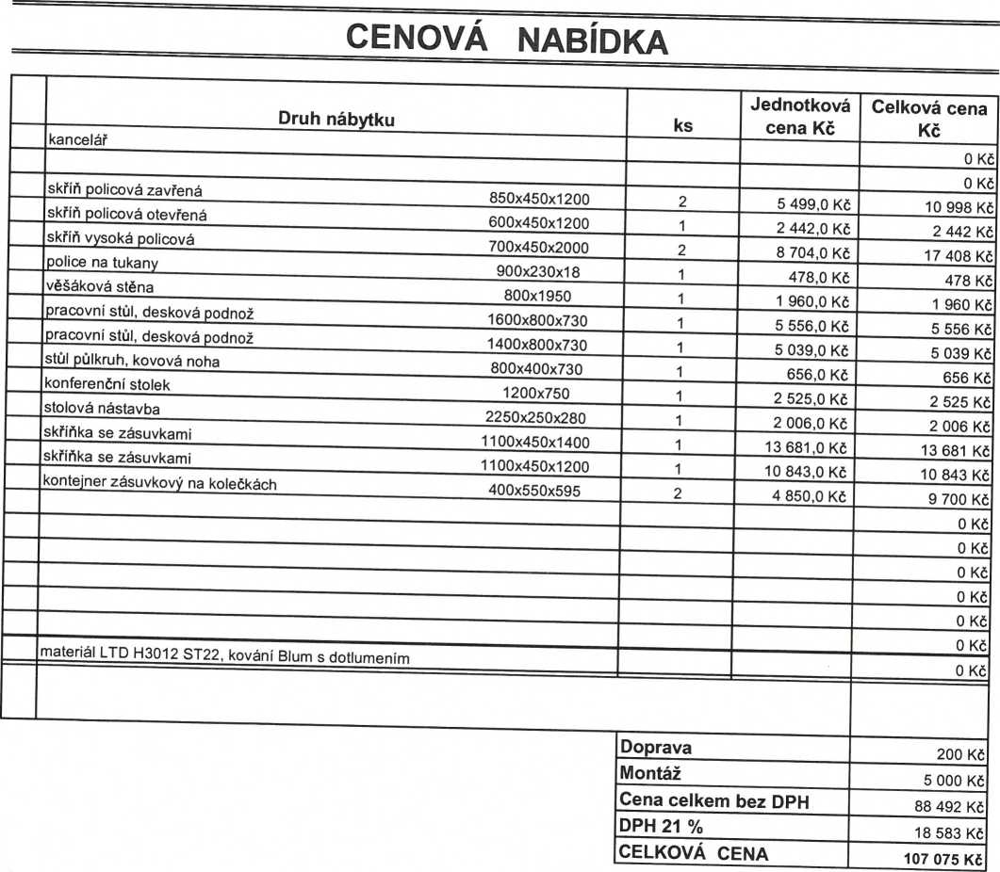 CENOVÁ NABÍDKA
Druh nábytku ks Jednotková cena Kč Celková cena Kč
kancelář 0 Kč
0 Kč
skříň policová zavřená 850x450x1200 2 5 499,0 Kč 10 998 Kč
skříň policová otevřená 600x450x1200 1 2 442,0 Kč 2 442 Kč
skříň vysoká policová 700x450x2000 2 8 704,0 Kč 17 408 Kč
police na tukany 900x230x18 1 478,0 Kč 478 Kč
věšáková stěna 800x1950 1 1 960,0 Kč 1 960 Kč
pracovní stůl, desková podnož 1600x800x730 1 5 556,0 Kč 5 556 Kč
pracovní stůl, desková podnož 1400x800x730 1 5 039,0 Kč 5 039 Kč
stůl půlkruh, kovová noha 800x400x730 1 656,0 Kč 656 Kč
konferenční stolek 1200x750 1 2 525,0 Kč 2 525 Kč
stolová nástavba 2250x250x280 1 2 006,0 Kč 2 006 Kč
skříňka se zásuvkami 1100x450x1400 1 13 681,0 Kč 13 681 Kč
skříňka se zásuvkami 1100x450x1200 1 10 843,0 Kč 10 843 Kč
kontejner zásuvkový na kolečkách 400x550x595 2 4 850,0 Kč 9 700 Kč
0 Kč
0 Kč
0 Kč
0 Kč
0 Kč
0 Kč
materiál LTD H3012 ST22, kování Blum s dotlumením 0 Kč
Doprava 200 Kč
Montáž 5 000 Kč
Cena celkem bez DPH 88 492 Kč
DPH 21 % 18 583 Kč
CELKOVÁ CENA 107 075 Kč